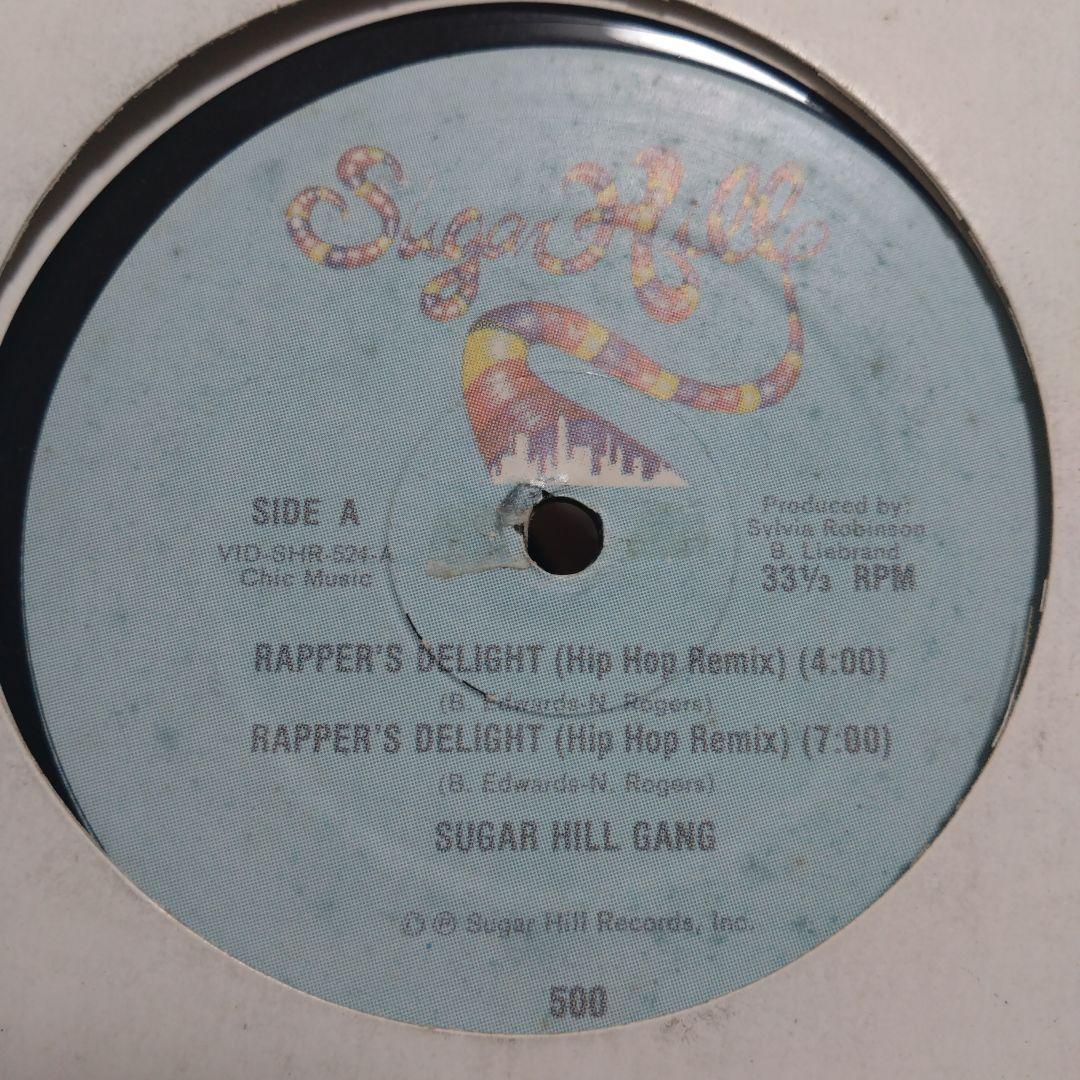 Sugar Hill
SIDE A
VID-SHR-524-A
Chic Music
Produced by:
Sylvia Robinson
B. Liebrand
33⅓ RPM
RAPPER'S DELIGHT (Hip Hop Remix) (4:00)
(B. Edwards-N. Rogers)
RAPPER'S DELIGHT (Hip Hop Remix) (7:00)
(B. Edwards-N. Rogers)
SUGAR HILL GANG
© ℗ Sugar Hill Records, Inc.
500